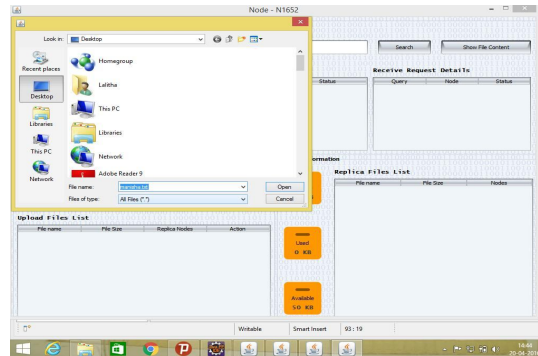 Node - N1652
Look in: Desktop
Recent places
Desktop
Libraries
This PC
Network
Homegroup
Lalitha
This PC
Libraries
Network
Adobe Reader 9
File name: manisha.txt
Open
Files of type: All Files (*.*)
Cancel
Search
Show File Content
Status
Receive Request Details
Query Node Status
ormation
Replica Files List
File name File Size Nodes
Upload Files List
File name File Size Replica Nodes Action
Used
0 KB
Available
50 KB
Writable
Smart Insert
93 : 19
14:44
20-04-2016